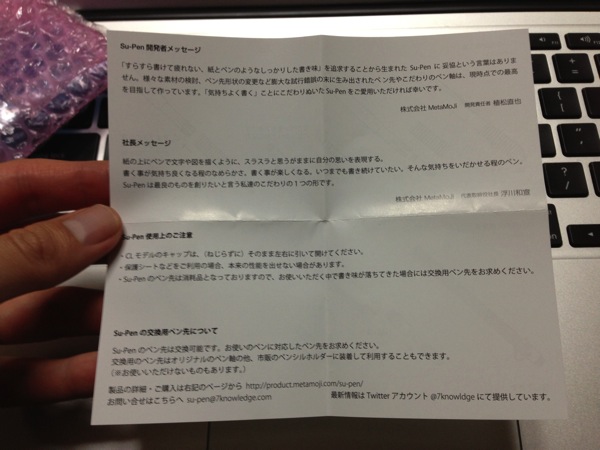 Su-Pen 開発者メッセージ
「すらすら書けて疲れない、紙とペンのようなしっかりした書き味」を追求することから生まれた Su-Pen に 妥協という言葉はありま
せん。様々な素材の検討、ペン先形状の変更など膨大な試行錯誤の末に生み出されたペン先やこだわりのペン軸は、現時点での最高
を目指して作っています。「気持ちよく書く」ことにこだわりぬいた Su-Pen をご愛用いただければ幸いです。
株式会社 MetaMoJi 開発責任者 植松直也
社長メッセージ
紙の上にペンで文字や図を描くように、スラスラと思うがままに自分の思いを表現する。
書く事が気持ち良くなる程のなめらかさ。書く事が楽しくなる。いつまでも書き続けていたい。そんな気持ちをいだかせる程のペン。
Su-Pen は最良のものを創りたいと言う私達のこだわりの１つの形です。
株式会社 MetaMoJi 代表取締役社長 浮川和宣
Su-Pen 使用上のご注意
・CL モデルのキャップは、（ねじらずに）そのまま左右に引いて開けてください。
・保護シートなどをご利用の場合、本来の性能を出せない場合があります。
・Su-Pen のペン先は消耗品となっておりますので、お使いいただく中で書き味が落ちてきた場合には交換用ペン先をお求めください。
Su-Pen の交換用ペン先について
Su-Pen のペン先は交換可能です。お使いのペンに対応したペン先をお求めください。
交換用のペン先はオリジナルのペン軸の他、市販のペンシルホルダーに装着して利用することもできます。
（※お使いいただけないものもあります。）
製品の詳細・ご購入は右記のページから http://product.metamoji.com/su-pen/
お問い合せはこちらへ su-pen@7knowledge.com 最新情報は Twitter アカウント @7knowldge にて提供しています。